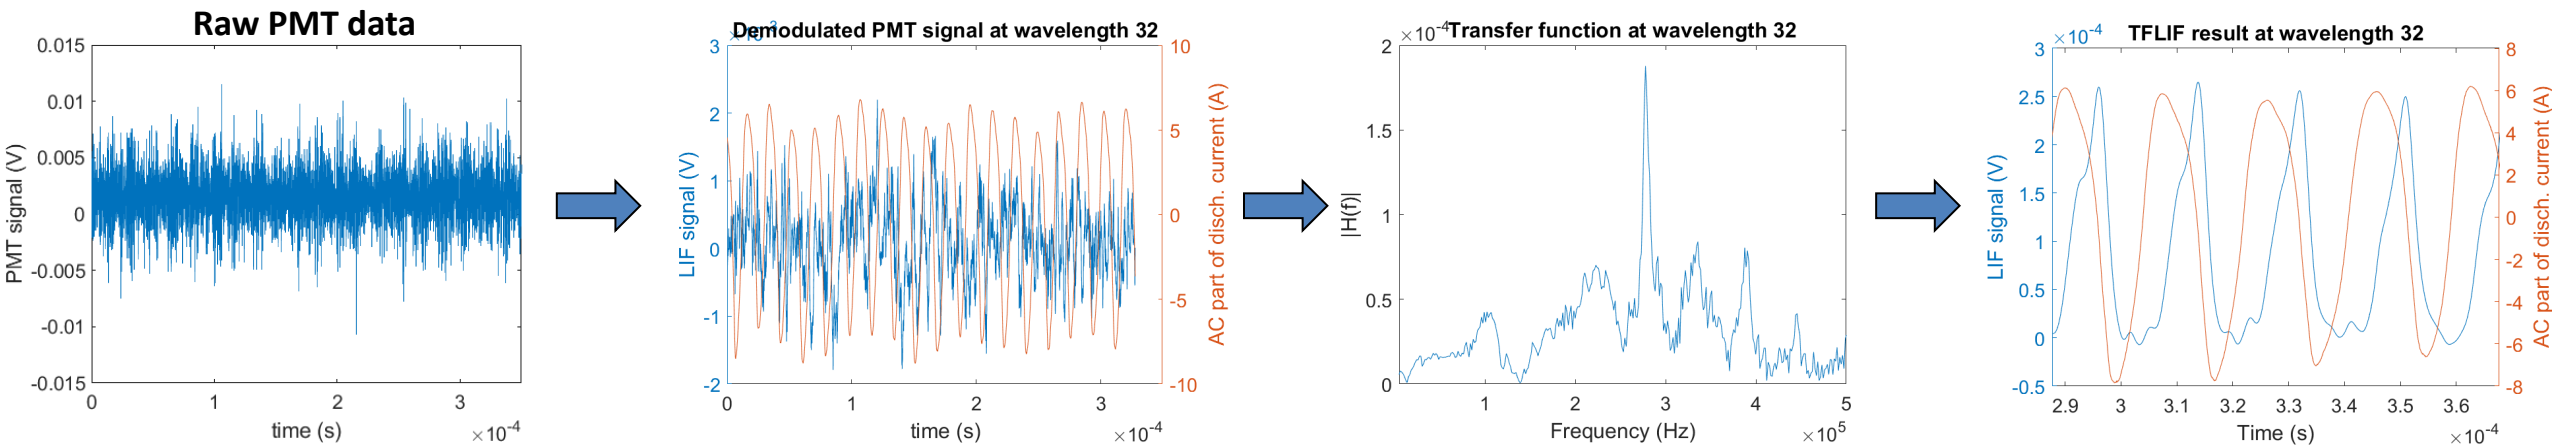 Raw PMT data
0.015
0.01
0.005
0
-0.005
-0.01
-0.015
PMT signal (V)
0 1 2 3
time (s)
×10-4
Demodulated PMT signal at wavelength 32
×10-3
3
2
1
0
-1
-2
LIF signal (V)
10
5
0
-5
-10
AC part of disch. current (A)
0 1 2 3
time (s)
×10-4
×10-4
Transfer function at wavelength 32
2
1.5
1
0.5
0
|H(f)|
1 2 3 4 5
Frequency (Hz)
×105
×10-4
TFLIF result at wavelength 32
3
2.5
2
1.5
1
0.5
0
-0.5
LIF signal (V)
8
6
4
2
0
-2
-4
-6
-8
AC part of disch. current (A)
2.9 3 3.1 3.2 3.3 3.4 3.5 3.6
Time (s)
×10-4